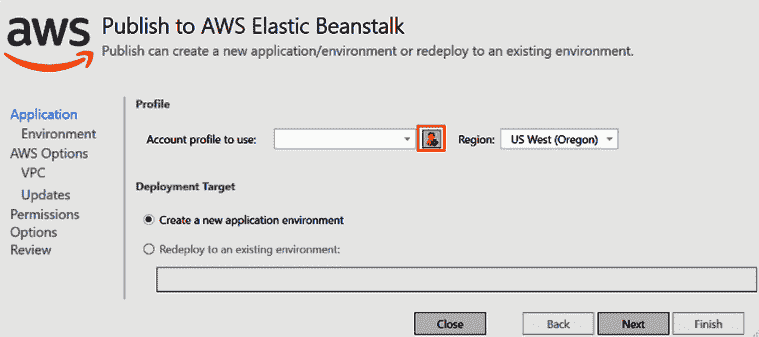 aws
Publish to AWS Elastic Beanstalk
Publish can create a new application/environment or redeploy to an existing environment.
Application
Environment
AWS Options
VPC
Updates
Permissions
Options
Review
Profile
Account profile to use:
Region: US West (Oregon)
Deployment Target
Create a new application environment
Redeploy to an existing environment:
Close Back Next Finish